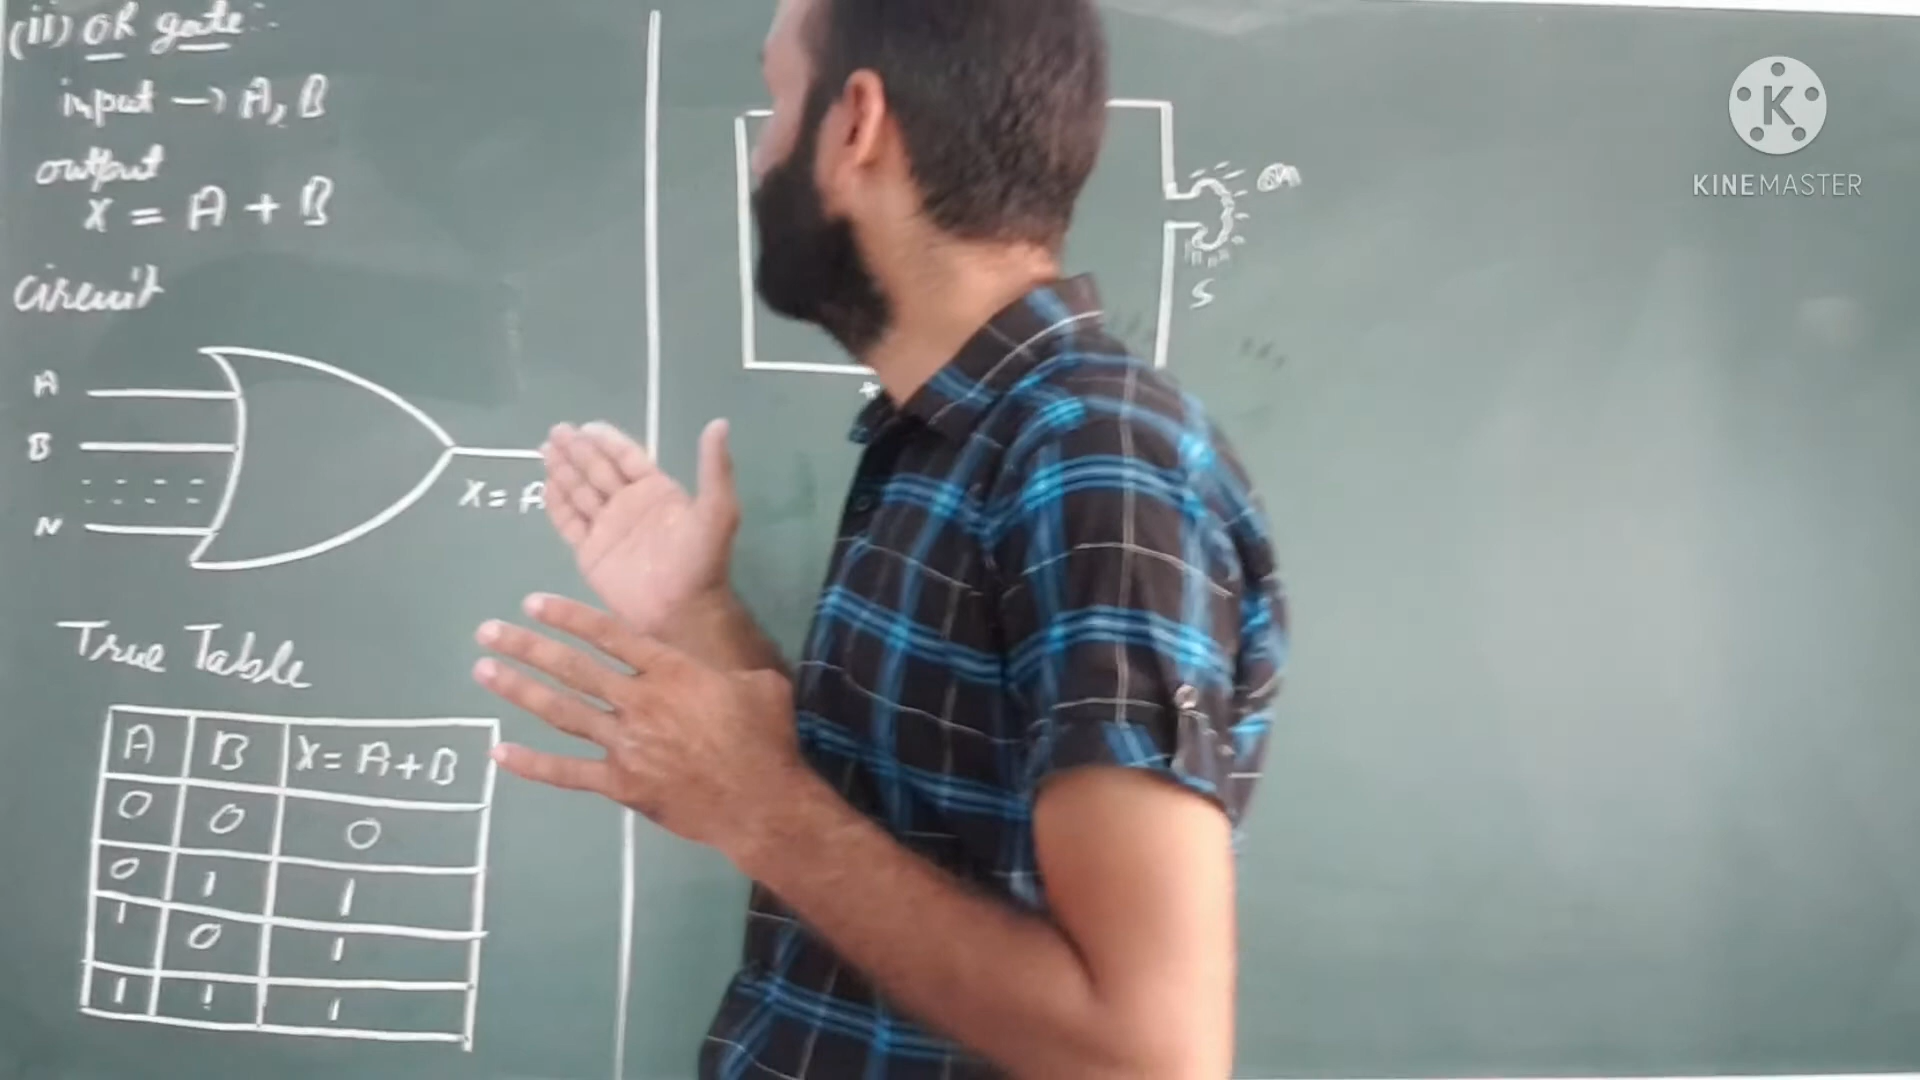 (ii) OR gate :-
input → A, B
output
X = A + B
Circuit
A
B
N
X = A
True Table
A B X = A + B
0 0 0
0 1 1
1 0 1
1 1 1
+
S
K
KINEMASTER